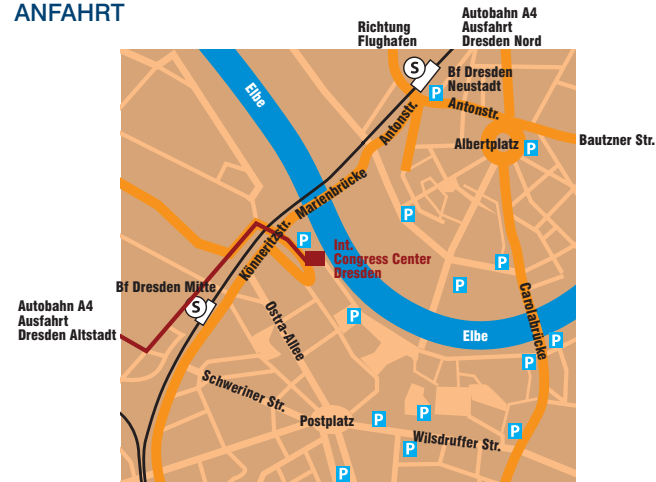 ANFAHRT
Richtung
Flughafen
Autobahn A4
Ausfahrt
Dresden Nord
S
Bf Dresden
Neustadt
P
Elbe
Antonstr.
Antonstr.
Albertplatz
P
Bautzner Str.
Marienbrücke
P
Könneritzstr.
P
Int.
Congress Center
Dresden
P
P
Bf Dresden Mitte
S
Carolabrücke
Autobahn A4
Ausfahrt
Dresden Altstadt
Ostra-Allee
P
Elbe
P
P
Schweriner Str.
Postplatz
P
P
P
Wilsdruffer Str.
P
P